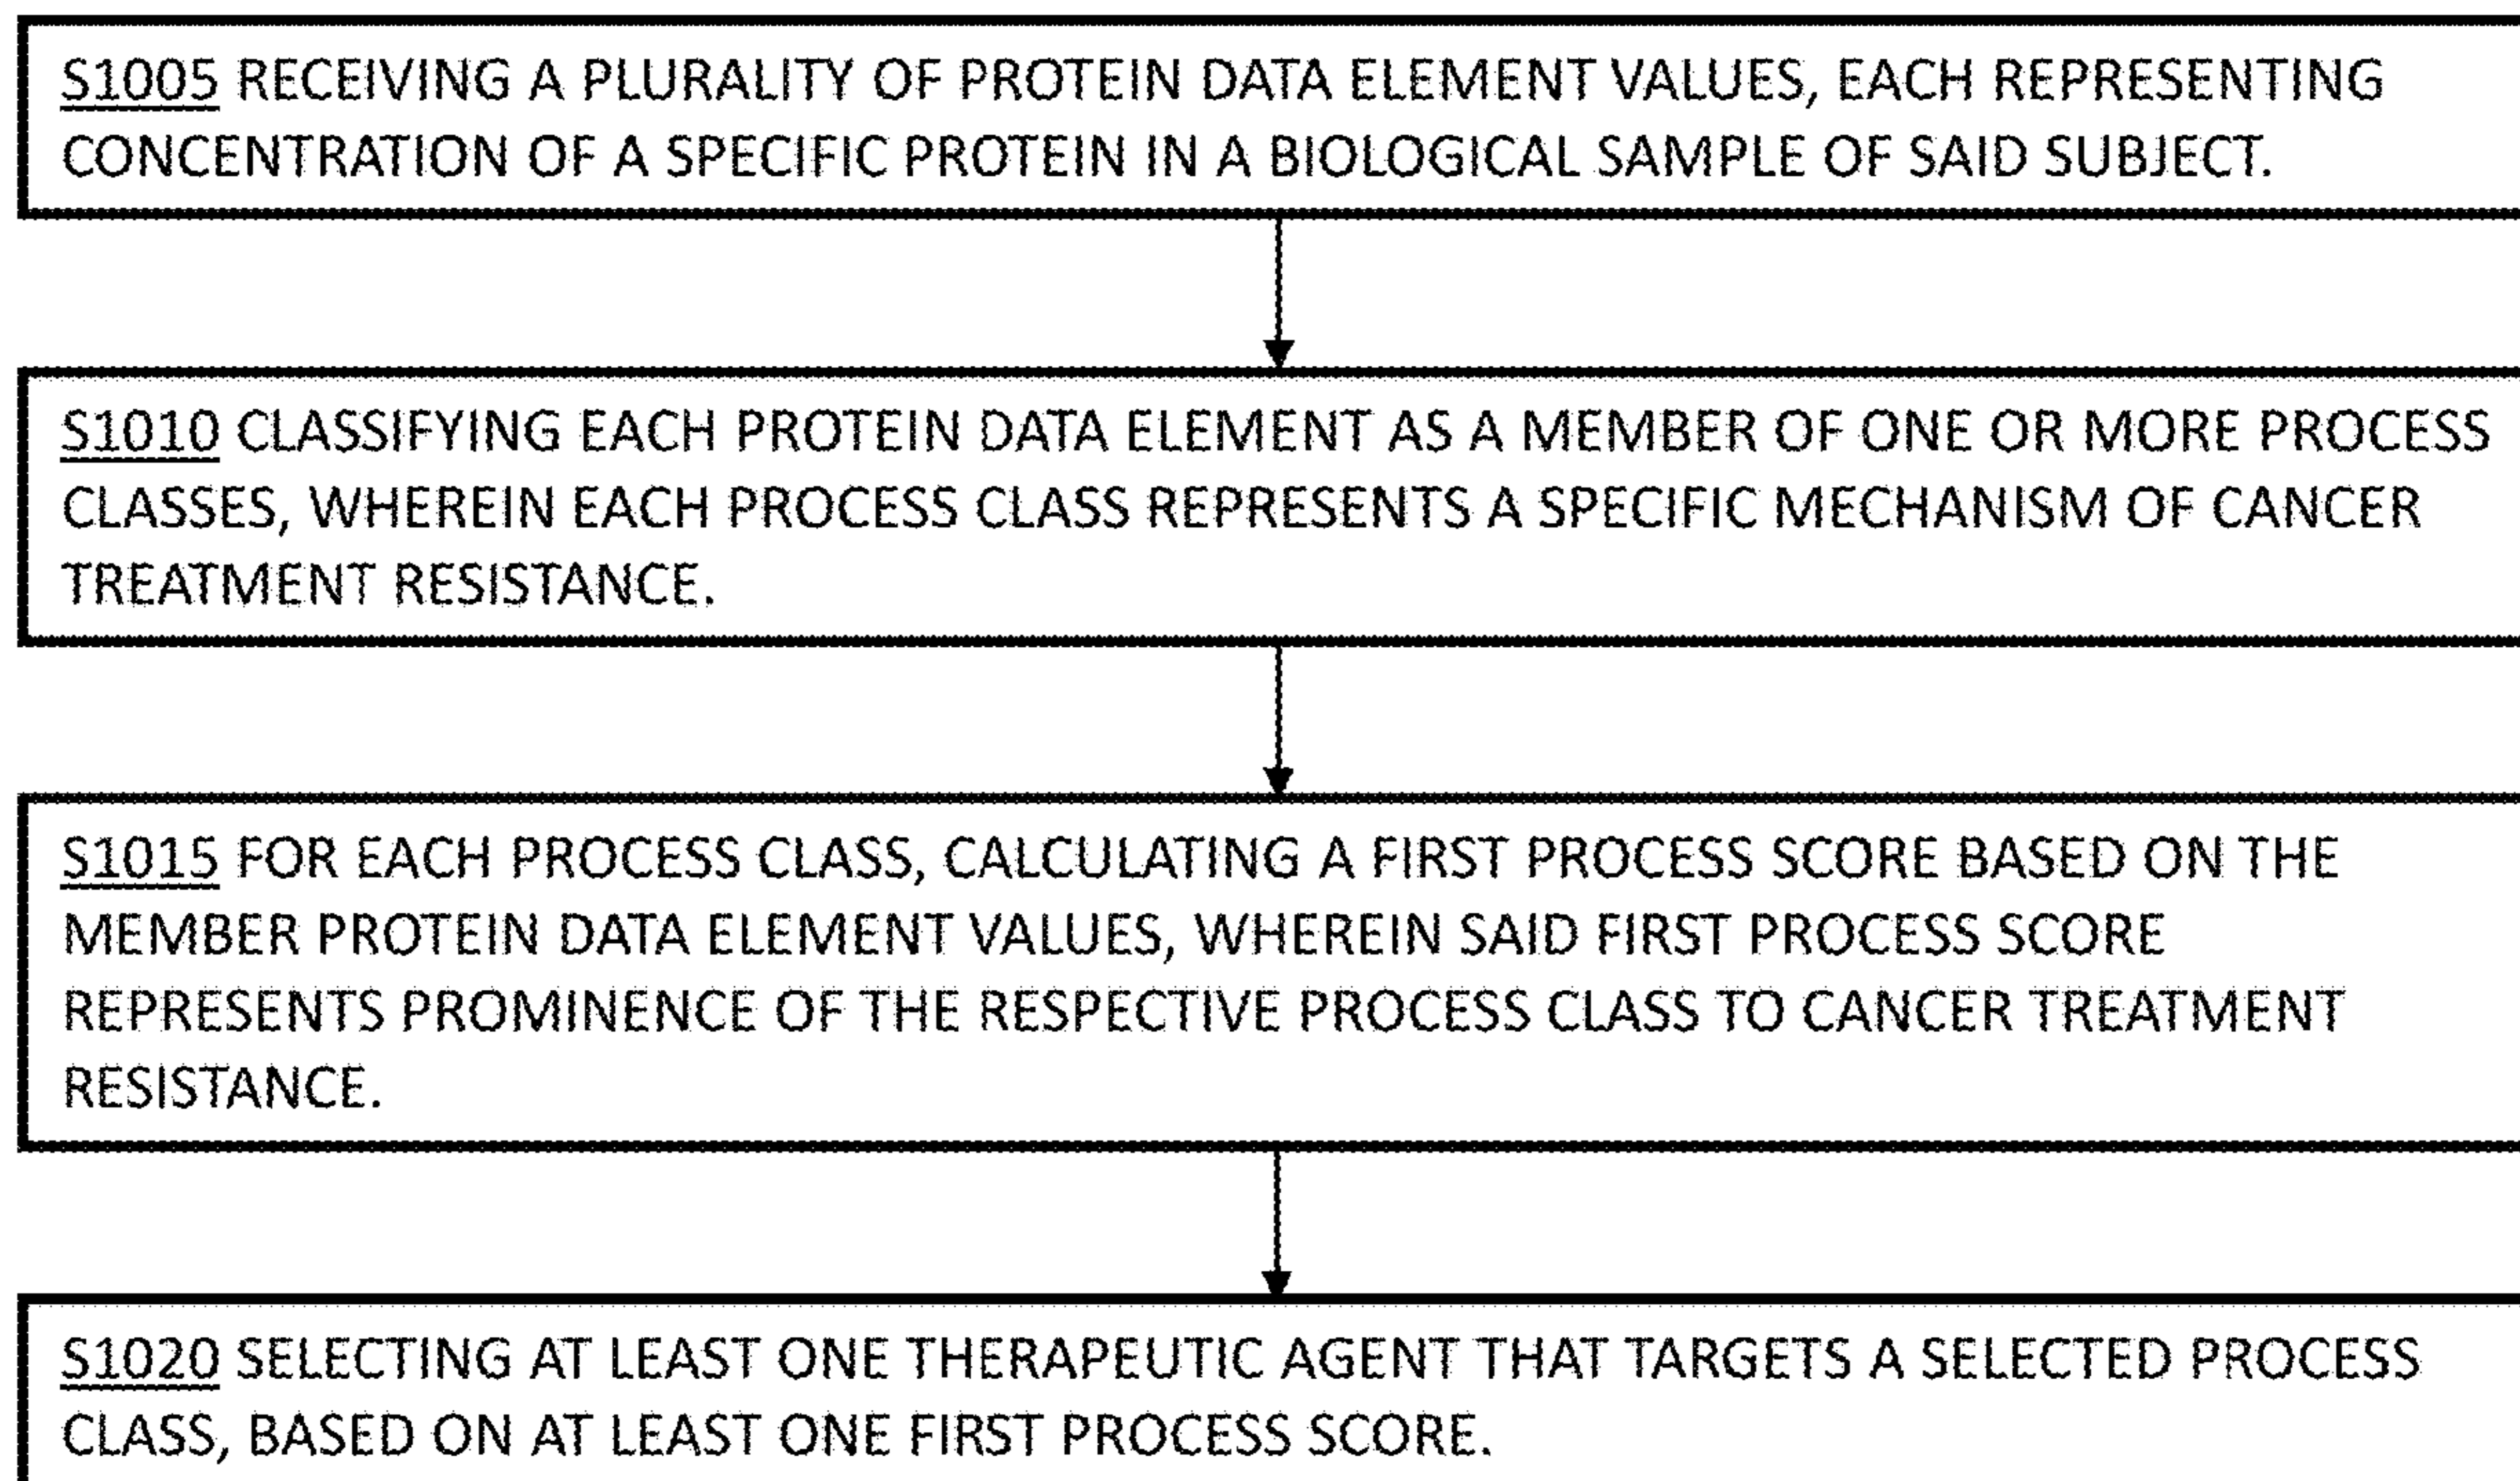 S1005 RECEIVING A PLURALITY OF PROTEIN DATA ELEMENT VALUES, EACH REPRESENTING
CONCENTRATION OF A SPECIFIC PROTEIN IN A BIOLOGICAL SAMPLE OF SAID SUBJECT.
S1010 CLASSIFYING EACH PROTEIN DATA ELEMENT AS A MEMBER OF ONE OR MORE PROCESS
CLASSES, WHEREIN EACH PROCESS CLASS REPRESENTS A SPECIFIC MECHANISM OF CANCER
TREATMENT RESISTANCE.
S1015 FOR EACH PROCESS CLASS, CALCULATING A FIRST PROCESS SCORE BASED ON THE
MEMBER PROTEIN DATA ELEMENT VALUES, WHEREIN SAID FIRST PROCESS SCORE
REPRESENTS PROMINENCE OF THE RESPECTIVE PROCESS CLASS TO CANCER TREATMENT
RESISTANCE.
S1020 SELECTING AT LEAST ONE THERAPEUTIC AGENT THAT TARGETS A SELECTED PROCESS
CLASS, BASED ON AT LEAST ONE FIRST PROCESS SCORE.